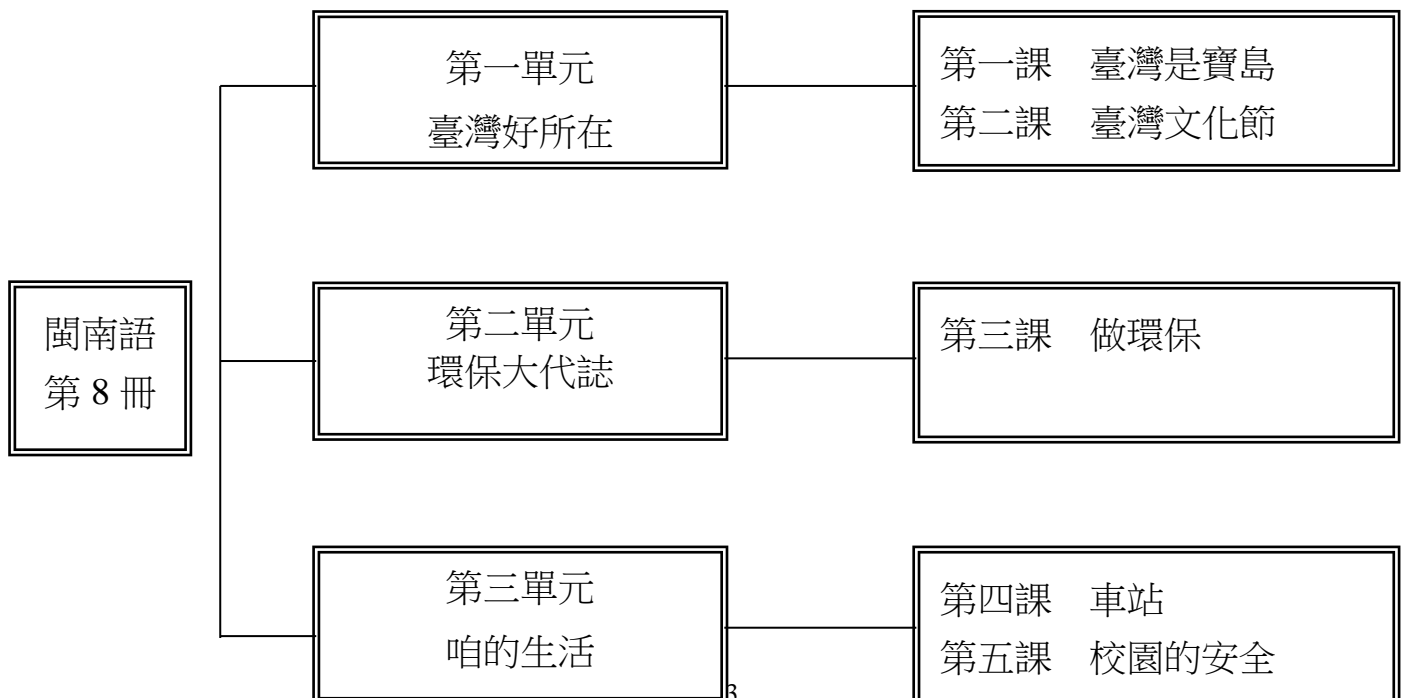 閩南語
第 8 冊
第一單元
臺灣好所在
第一課 臺灣是寶島
第二課 臺灣文化節
第二單元
環保大代誌
第三課 做環保
第三單元
咱的生活
第四課 車站
第五課 校園的安全
3